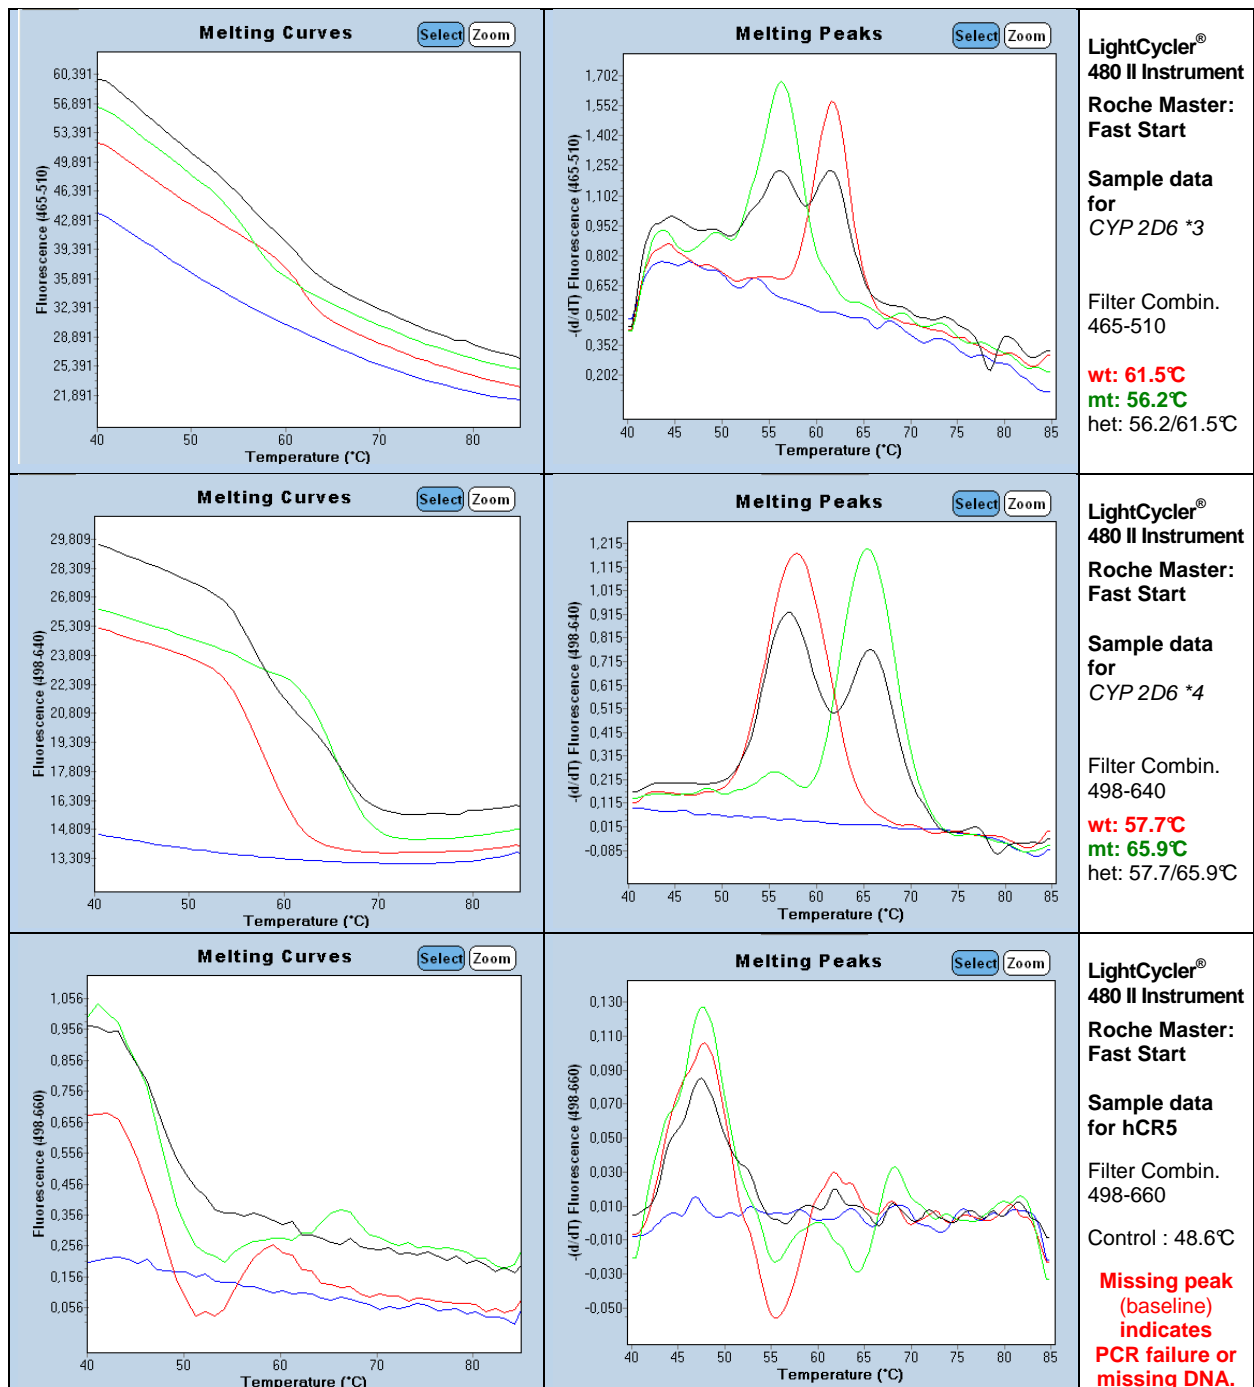 Melting Curves
Select Zoom
60,391
56,891
53,391
49,891
46,391
42,891
39,391
35,891
32,391
28,891
25,391
21,891
Fluorescence (465-510)
40 50 60 70 80
Temperature (°C)
Melting Peaks
Select Zoom
1,702
1,552
1,402
1,252
1,102
0,952
0,802
0,652
0,502
0,352
0,202
-(d/dT) Fluorescence (465-510)
40 45 50 55 60 65 70 75 80 85
Temperature (°C)
LightCycler®
480 II Instrument
Roche Master:
Fast Start
Sample data
for
CYP 2D6 *3
Filter Combin.
465-510
wt: 61.5°C
mt: 56.2°C
het: 56.2/61.5°C
Melting Curves
Select Zoom
29,809
28,309
26,809
25,309
23,809
22,309
20,809
19,309
17,809
16,309
14,809
13,309
Fluorescence (498-640)
40 50 60 70 80
Temperature (°C)
Melting Peaks
Select Zoom
1,215
1,115
1,015
0,915
0,815
0,715
0,615
0,515
0,415
0,315
0,215
0,115
0,015
-0,085
-(d/dT) Fluorescence (498-640)
40 45 50 55 60 65 70 75 80 85
Temperature (°C)
LightCycler®
480 II Instrument
Roche Master:
Fast Start
Sample data
for
CYP 2D6 *4
Filter Combin.
498-640
wt: 57.7°C
mt: 65.9°C
het: 57.7/65.9°C
Melting Curves
Select Zoom
1,056
0,956
0,856
0,756
0,656
0,556
0,456
0,356
0,256
0,156
0,056
Fluorescence (498-660)
40 50 60 70 80
Temperature (°C)
Melting Peaks
Select Zoom
0,130
0,110
0,090
0,070
0,050
0,030
0,010
-0,010
-0,030
-0,050
-(d/dT) Fluorescence (498-660)
40 45 50 55 60 65 70 75 80 85
Temperature (°C)
LightCycler®
480 II Instrument
Roche Master:
Fast Start
Sample data
for hCR5
Filter Combin.
498-660
Control : 48.6°C
Missing peak
(baseline)
indicates
PCR failure or
missing DNA.